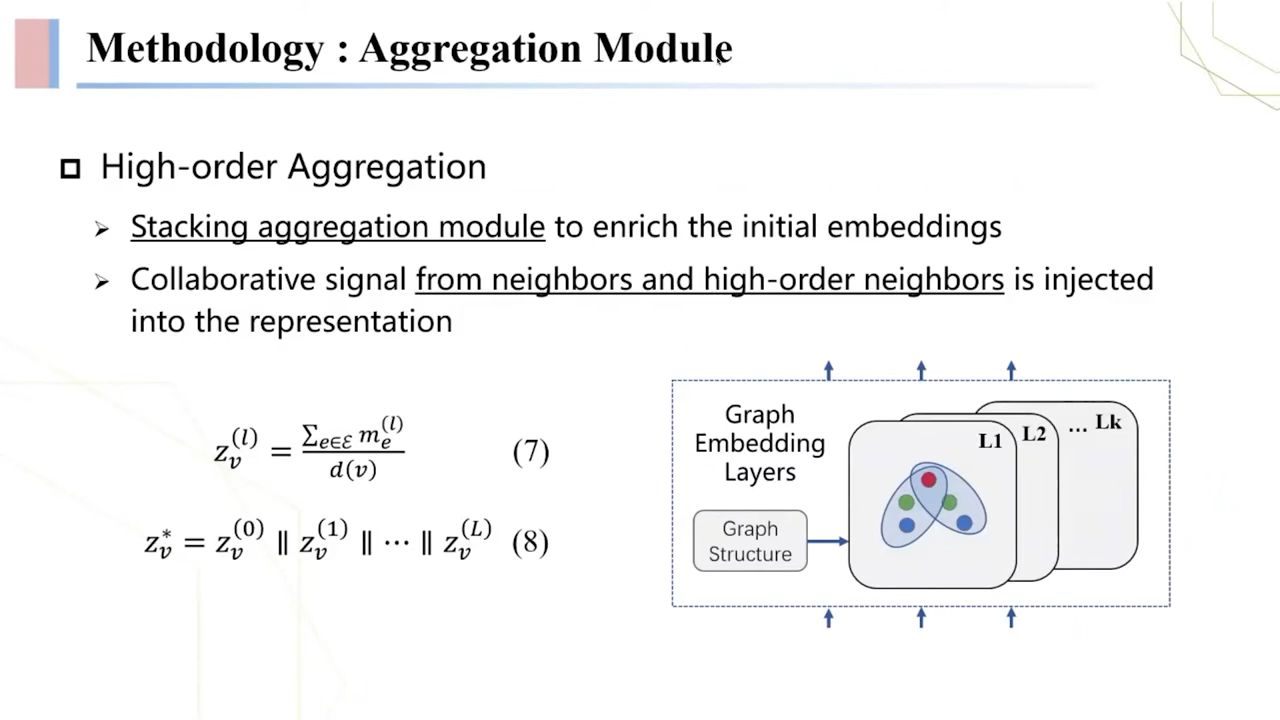 Methodology : Aggregation Module
High-order Aggregation
Stacking aggregation module to enrich the initial embeddings
Collaborative signal from neighbors and high-order neighbors is injected
into the representation
z_v^{(l)} = \frac{\sum_{e∈ℰ} m_e^{(l)}}{d(v)} (7)
z_v^* = z_v^{(0)} ∥ z_v^{(1)} ∥ ⋯ ∥ z_v^{(L)} (8)
Graph
Embedding
Layers
Graph
Structure
L1
L2
... Lk